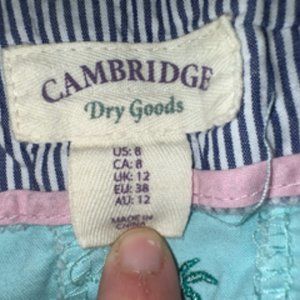 CAMBRIDGE
Dry Goods
US: 8
CA: 8
UK: 12
EU: 38
AU: 12
MADE IN
CHINA